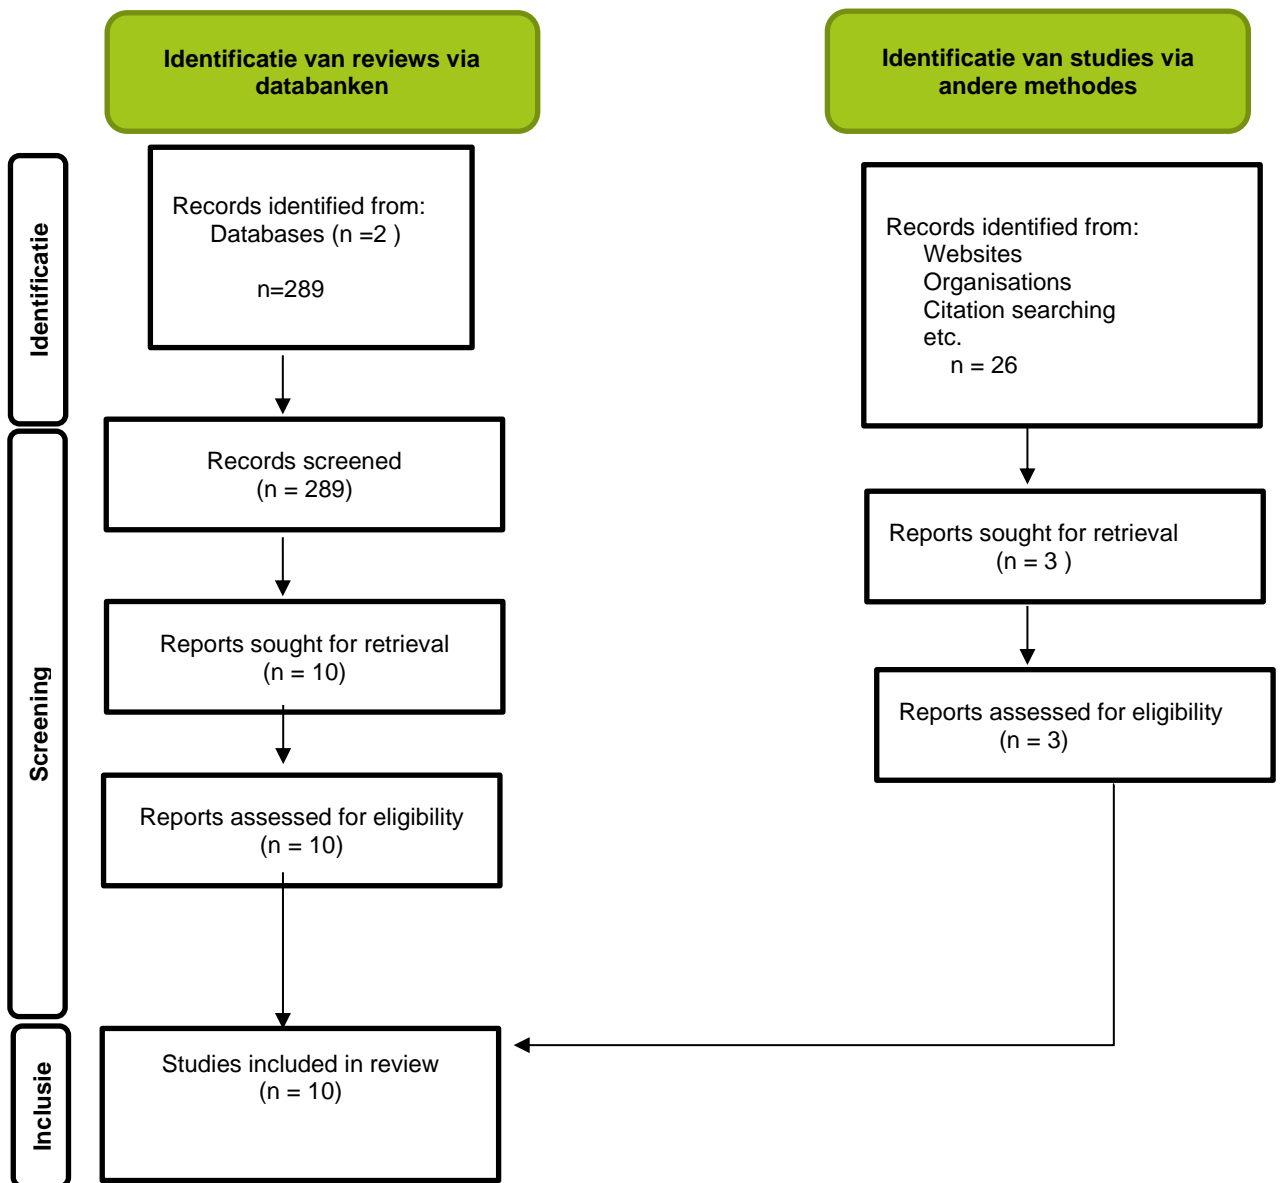 Identificatie van reviews via
databanken
Identificatie van studies via
andere methodes
Identificatie
Records identified from:
Databases (n =2 )
n=289
Records identified from:
Websites
Organisations
Citation searching
etc.
n = 26
Screening
Records screened
(n = 289)
Reports sought for retrieval
(n = 3 )
Reports sought for retrieval
(n = 10)
Reports assessed for eligibility
(n = 3)
Reports assessed for eligibility
(n = 10)
Inclusie
Studies included in review
(n = 10)